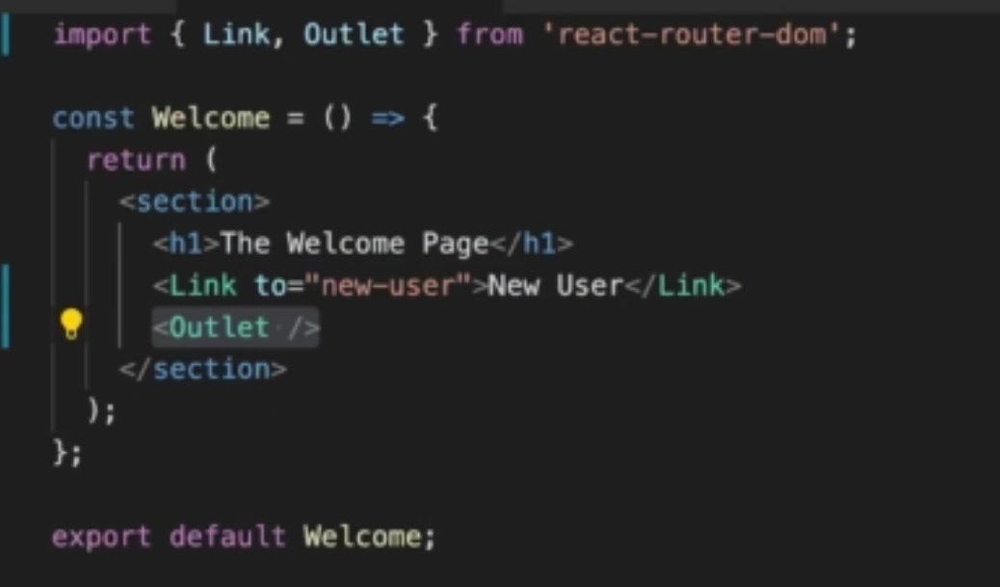 import { Link, Outlet } from 'react-router-dom';
const Welcome = () => {
return (
<section>
<h1>The Welcome Page</h1>
<Link to="new-user">New User</Link>
<Outlet />
</section>
);
};
export default Welcome;